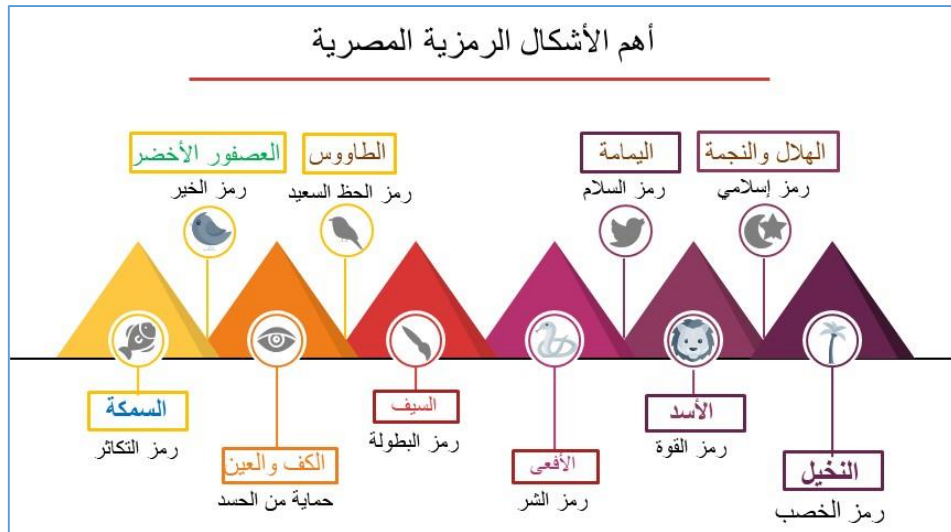 أهم الأشكال الرمزية المصرية
الهلال والنجمة
رمز إسلامي
اليمامة
رمز السلام
الطاووس
رمز الحظ السعيد
العصفور الأخضر
رمز الخير
النخيل
رمز الخصب
الأسد
رمز القوة
الأفعى
رمز الشر
السيف
رمز البطولة
الكف والعين
حماية من الحسد
السمكة
رمز التكاثر